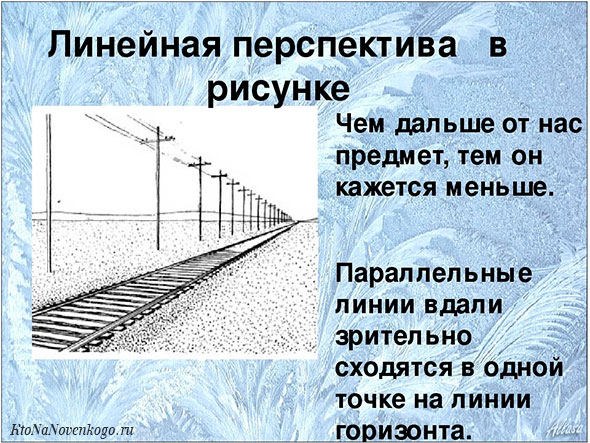 Линейная перспектива в
рисунке
Чем дальше от нас
предмет, тем он
кажется меньше.
Параллельные
линии вдали
зрительно
сходятся в одной
точке на линии
горизонта.
KtoNaNovenkogo.ru